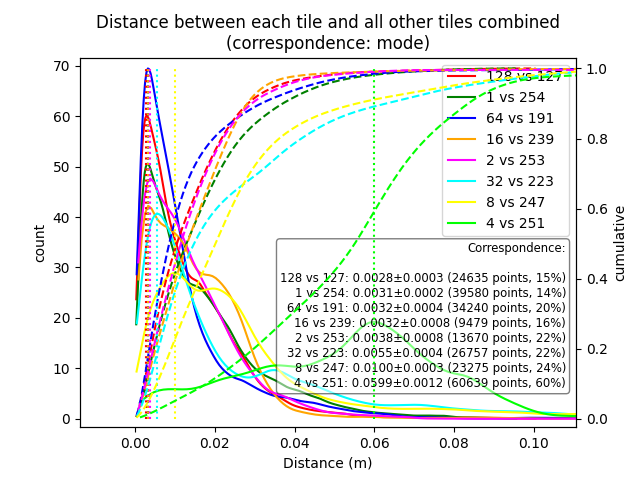 Distance between each tile and all other tiles combined
(correspondence: mode)
70
60
50
40
30
20
10
0
count
1.0
0.8
0.6
0.4
0.2
0.0
cumulative
128 vs 127
1 vs 254
64 vs 191
16 vs 239
2 vs 253
32 vs 223
8 vs 247
4 vs 251
Correspondence:
128 vs 127: 0.0028±0.0003 (24635 points, 15%)
1 vs 254: 0.0031±0.0002 (39580 points, 14%)
64 vs 191: 0.0032±0.0004 (34240 points, 20%)
16 vs 239: 0.0032±0.0008 (9479 points, 16%)
2 vs 253: 0.0038±0.0008 (13670 points, 22%)
32 vs 223: 0.0055±0.0004 (26757 points, 22%)
8 vs 247: 0.0100±0.0003 (23275 points, 24%)
4 vs 251: 0.0599±0.0012 (60639 points, 60%)
0.00
0.02
0.04
0.06
0.08
0.10
Distance (m)